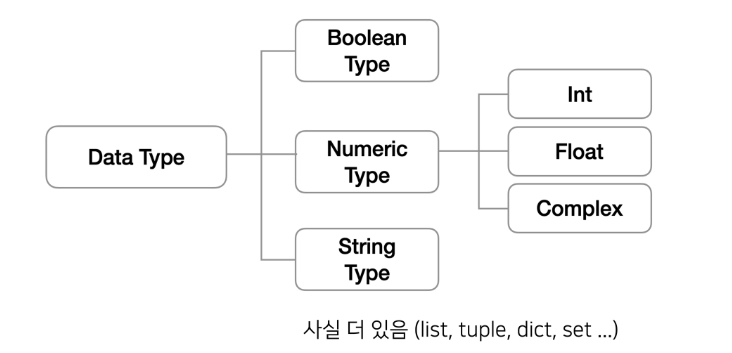 Boolean
Type
Data Type
Numeric
Type
String
Type
Int
Float
Complex
사실 더 있음 (list, tuple, dict, set ...)